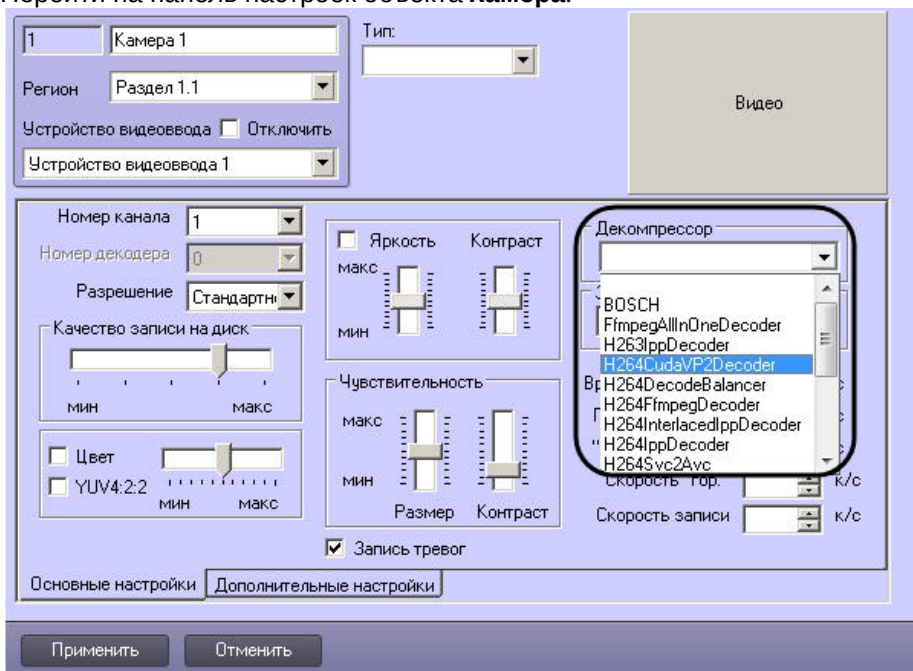 Перейти на панель настроек объекта Камера.
1
Камера 1
Тип:
Регион
Раздел 1.1
Устройство видеоввода
Отключить
Устройство видеоввода 1
Видео
Номер канала
1
Номер декодера
0
Разрешение
Стандартн
Качество записи на диск
мин
макс
Цвет
YUV4:2:2
мин
макс
Яркость
Контраст
макс
мин
Чувствительность
макс
мин
Размер
Контраст
Запись тревог
Декомпрессор
BOSCH
FfmpegAllInOneDecoder
H263IppDecoder
H264CudaVP2Decoder
H264DecodeBalancer
H264FfmpegDecoder
H264InterlacedIppDecoder
H264IppDecoder
H264Svc2Avc
Скорость "гор."
к/с
Скорость записи
к/с
Основные настройки
Дополнительные настройки
Применить
Отменить